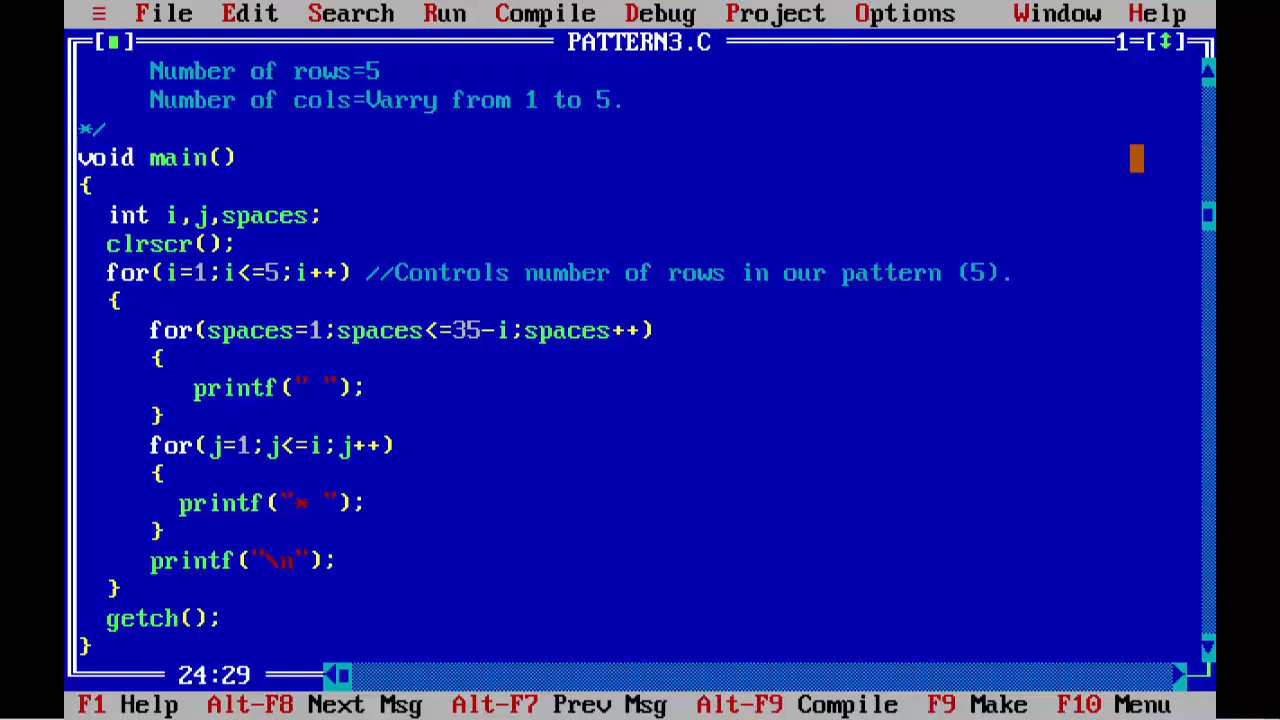 ≡ File Edit Search Run Compile Debug Project Options Window Help
[■] PATTERN3.C 1=[↕]
Number of rows=5
Number of cols=Varry from 1 to 5.
*/
void main()
{
int i,j,spaces;
clrscr();
for(i=1;i<=5;i++) //Controls number of rows in our pattern (5).
{
for(spaces=1;spaces<=35-i;spaces++)
{
printf(" ");
}
for(j=1;j<=i;j++)
{
printf("* ");
}
printf("\n");
}
getch();
}
24:29
F1 Help Alt-F8 Next Msg Alt-F7 Prev Msg Alt-F9 Compile F9 Make F10 Menu